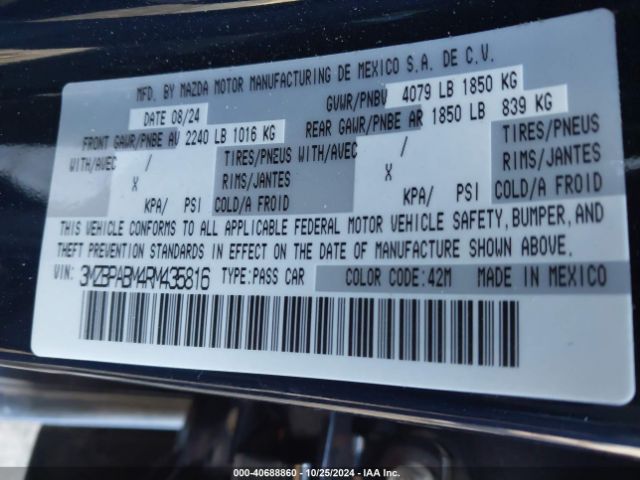 MFD. BY MAZDA MOTOR MANUFACTURING DE MEXICO S.A. DE C.V.
DATE 08/24 GVWR/PNBV 4079 LB 1850 KG
FRONT GAWR/PNBE AV 2240 LB 1016 KG REAR GAWR/PNBE AR 1850 LB 839 KG
WITH/AVEC / TIRES/PNEUS WITH/AVEC / TIRES/PNEUS
X RIMS/JANTES X RIMS/JANTES
KPA/ PSI COLD/A FROID KPA/ PSI COLD/A FROID
THIS VEHICLE CONFORMS TO ALL APPLICABLE FEDERAL MOTOR VEHICLE SAFETY, BUMPER, AND
THEFT PREVENTION STANDARDS IN EFFECT ON THE DATE OF MANUFACTURE SHOWN ABOVE.
VIN: 3MZBPABM4RM435816 TYPE:PASS CAR COLOR CODE:42M MADE IN MEXICO
000-40688860 - 10/25/2024 - IAA Inc.